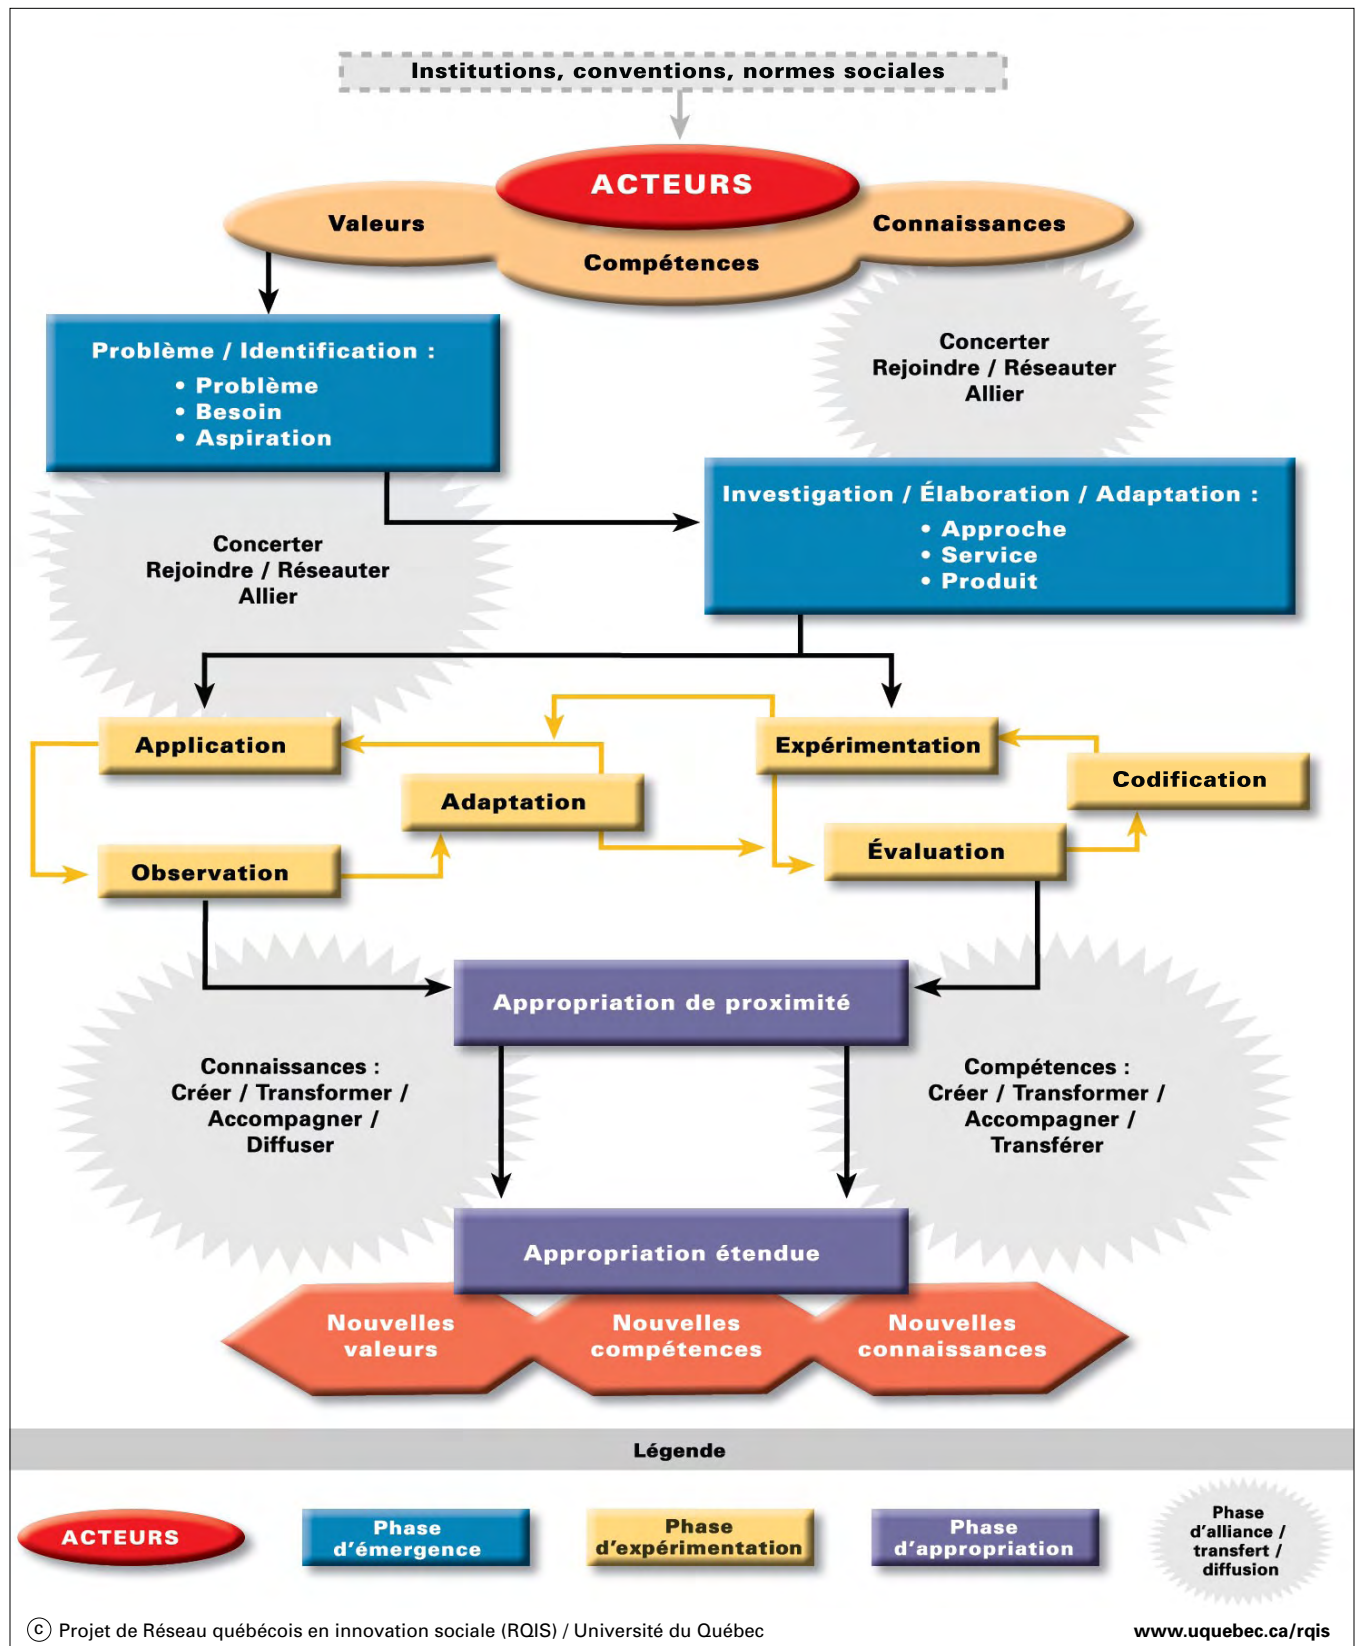 Institutions, conventions, normes sociales
ACTEURS
Valeurs
Connaissances
Compétences
Problème / Identification :
• Problème
• Besoin
• Aspiration
Concerter
Rejoindre / Réseauter
Allier
Investigation / Élaboration / Adaptation :
• Approche
• Service
• Produit
Concerter
Rejoindre / Réseauter
Allier
Application
Expérimentation
Codification
Adaptation
Évaluation
Observation
Appropriation de proximité
Connaissances :
Créer / Transformer /
Accompagner /
Diffuser
Compétences :
Créer / Transformer /
Accompagner /
Transférer
Appropriation étendue
Nouvelles
valeurs
Nouvelles
compétences
Nouvelles
connaissances
Légende
ACTEURS
Phase
d'émergence
Phase
d'expérimentation
Phase
d'appropriation
Phase
d'alliance /
transfert /
diffusion
© Projet de Réseau québécois en innovation sociale (RQIS) / Université du Québec
www.uquebec.ca/rqis